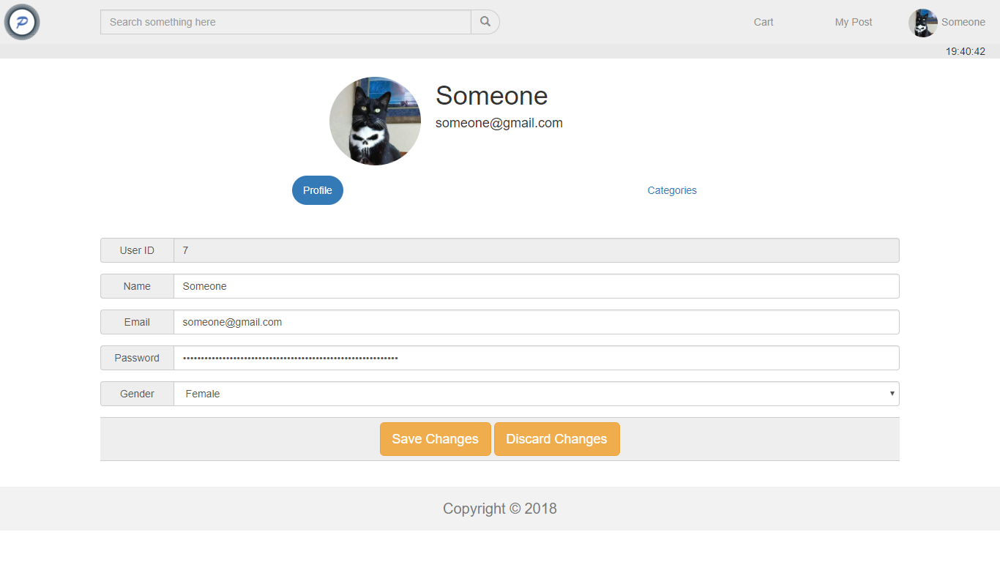 P
Search something here
Cart
My Post
Someone
19:40:42
Someone
someone@gmail.com
Profile
Categories
User ID 7
Name Someone
Email someone@gmail.com
Password ••••••••••••••••••••••••••••••••••••••••••••••••••••••••••••
Gender Female
Save Changes Discard Changes
Copyright © 2018